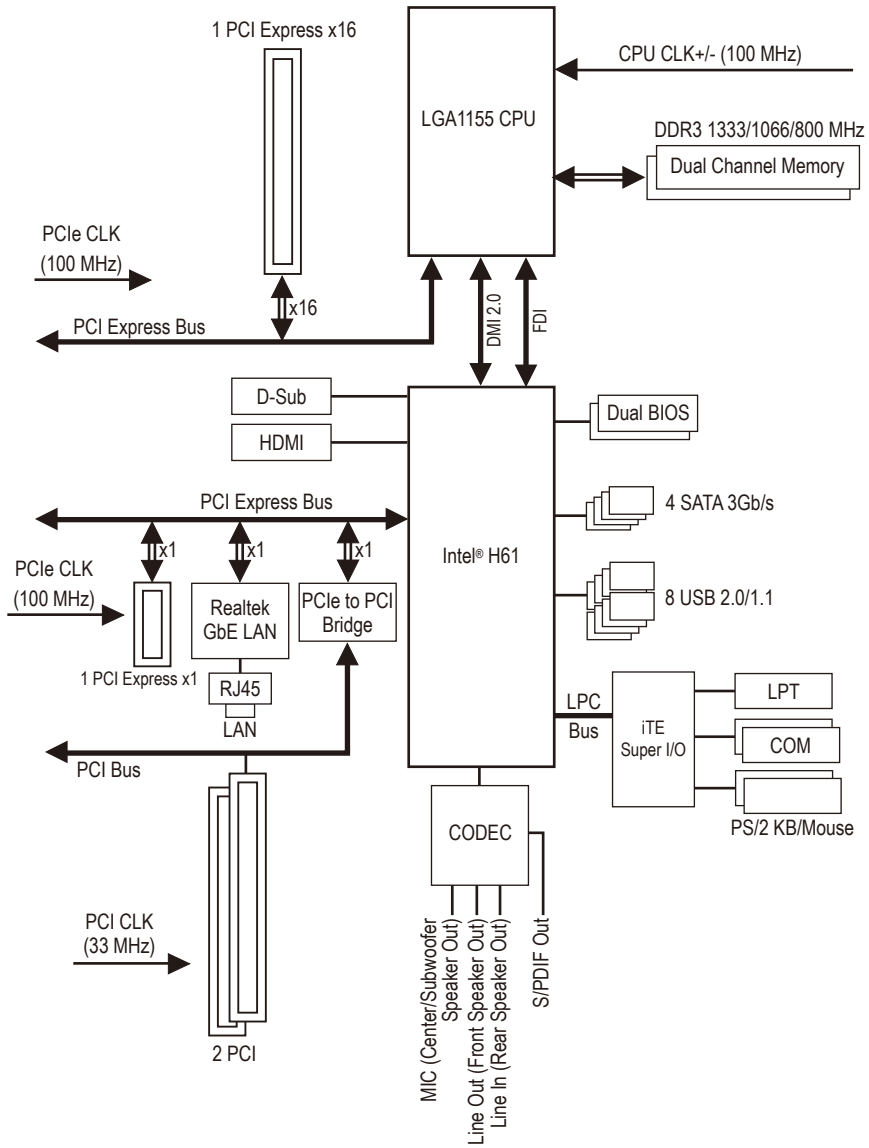 1 PCI Express x16
CPU CLK+/- (100 MHz)
LGA1155 CPU
DDR3 1333/1066/800 MHz
Dual Channel Memory
PCIe CLK
(100 MHz)
x16
PCI Express Bus
DMI 2.0
FDI
D-Sub
Dual BIOS
HDMI
PCI Express Bus
4 SATA 3Gb/s
x1
x1
x1
Intel® H61
PCIe CLK
(100 MHz)
Realtek
GbE LAN
PCIe to PCI
Bridge
8 USB 2.0/1.1
1 PCI Express x1
RJ45
LAN
LPC
Bus
iTE
Super I/O
LPT
COM
PS/2 KB/Mouse
PCI Bus
CODEC
PCI CLK
(33 MHz)
2 PCI
MIC (Center/Subwoofer
Speaker Out)
Line Out (Front Speaker Out)
Line In (Rear Speaker Out)
S/PDIF Out